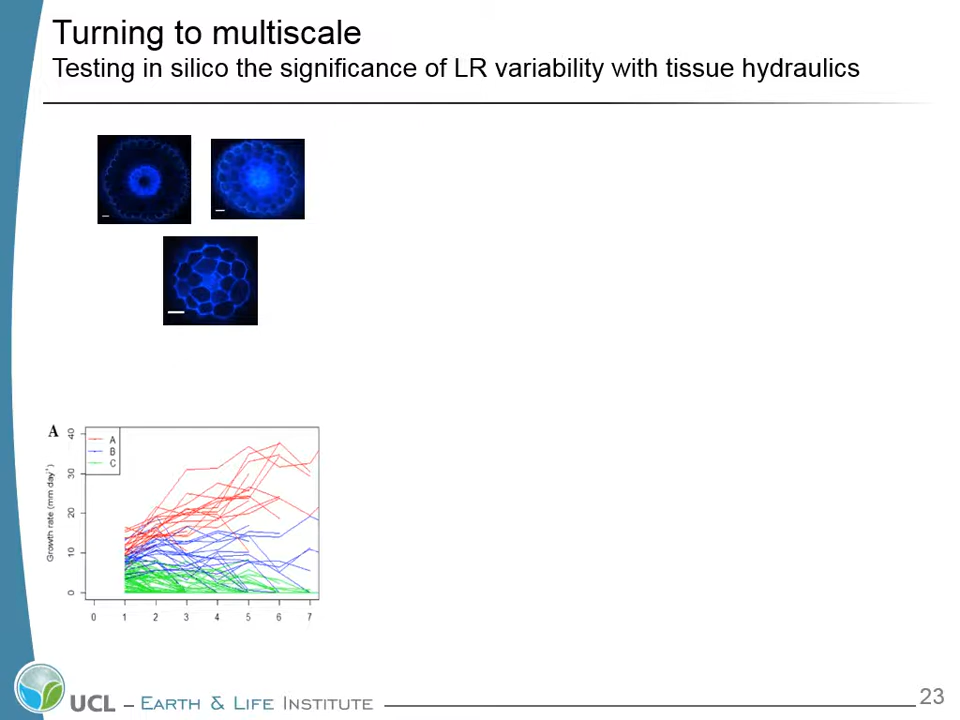 Turning to multiscale
Testing in silico the significance of LR variability with tissue hydraulics
A
40
30
20
10
0
Growth rate (mm day⁻¹)
A
B
C
0 1 2 3 4 5 6 7
UCL – EARTH & LIFE INSTITUTE
23